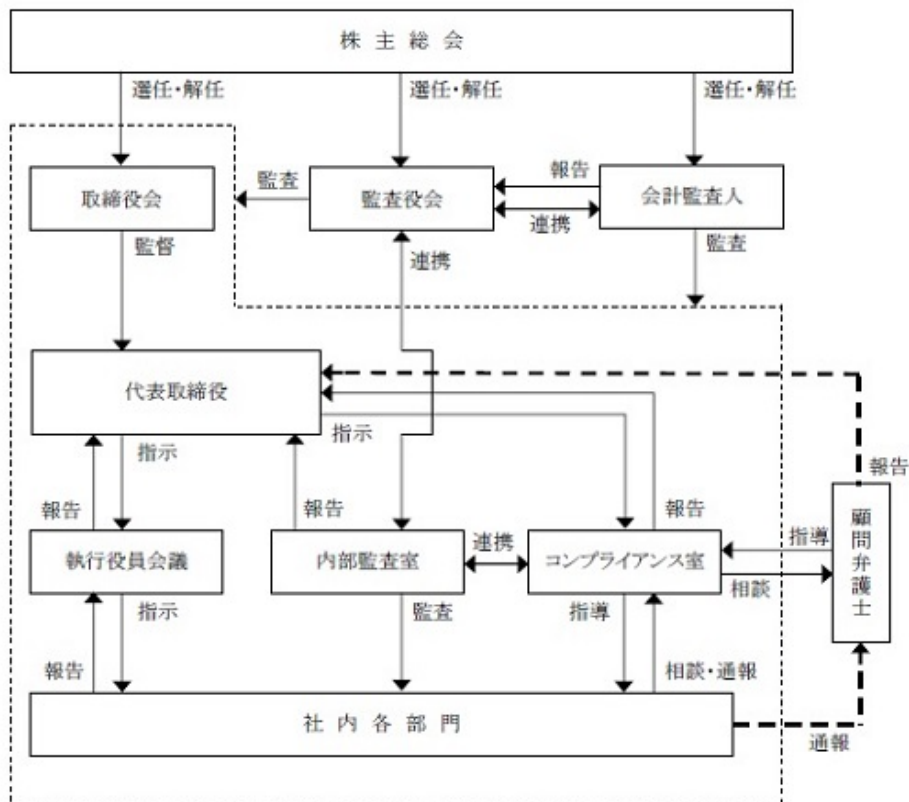 株主総会
選任・解任
選任・解任
選任・解任
取締役会
監査
監査役会
報告
連携
会計監査人
監督
連携
監査
代表取締役
指示
指示
報告
報告
報告
報告
執行役員会議
内部監査室
連携
コンプライアンス室
指導
相談
顧問弁護士
指示
監査
指導
報告
相談・通報
社内各部門
通報